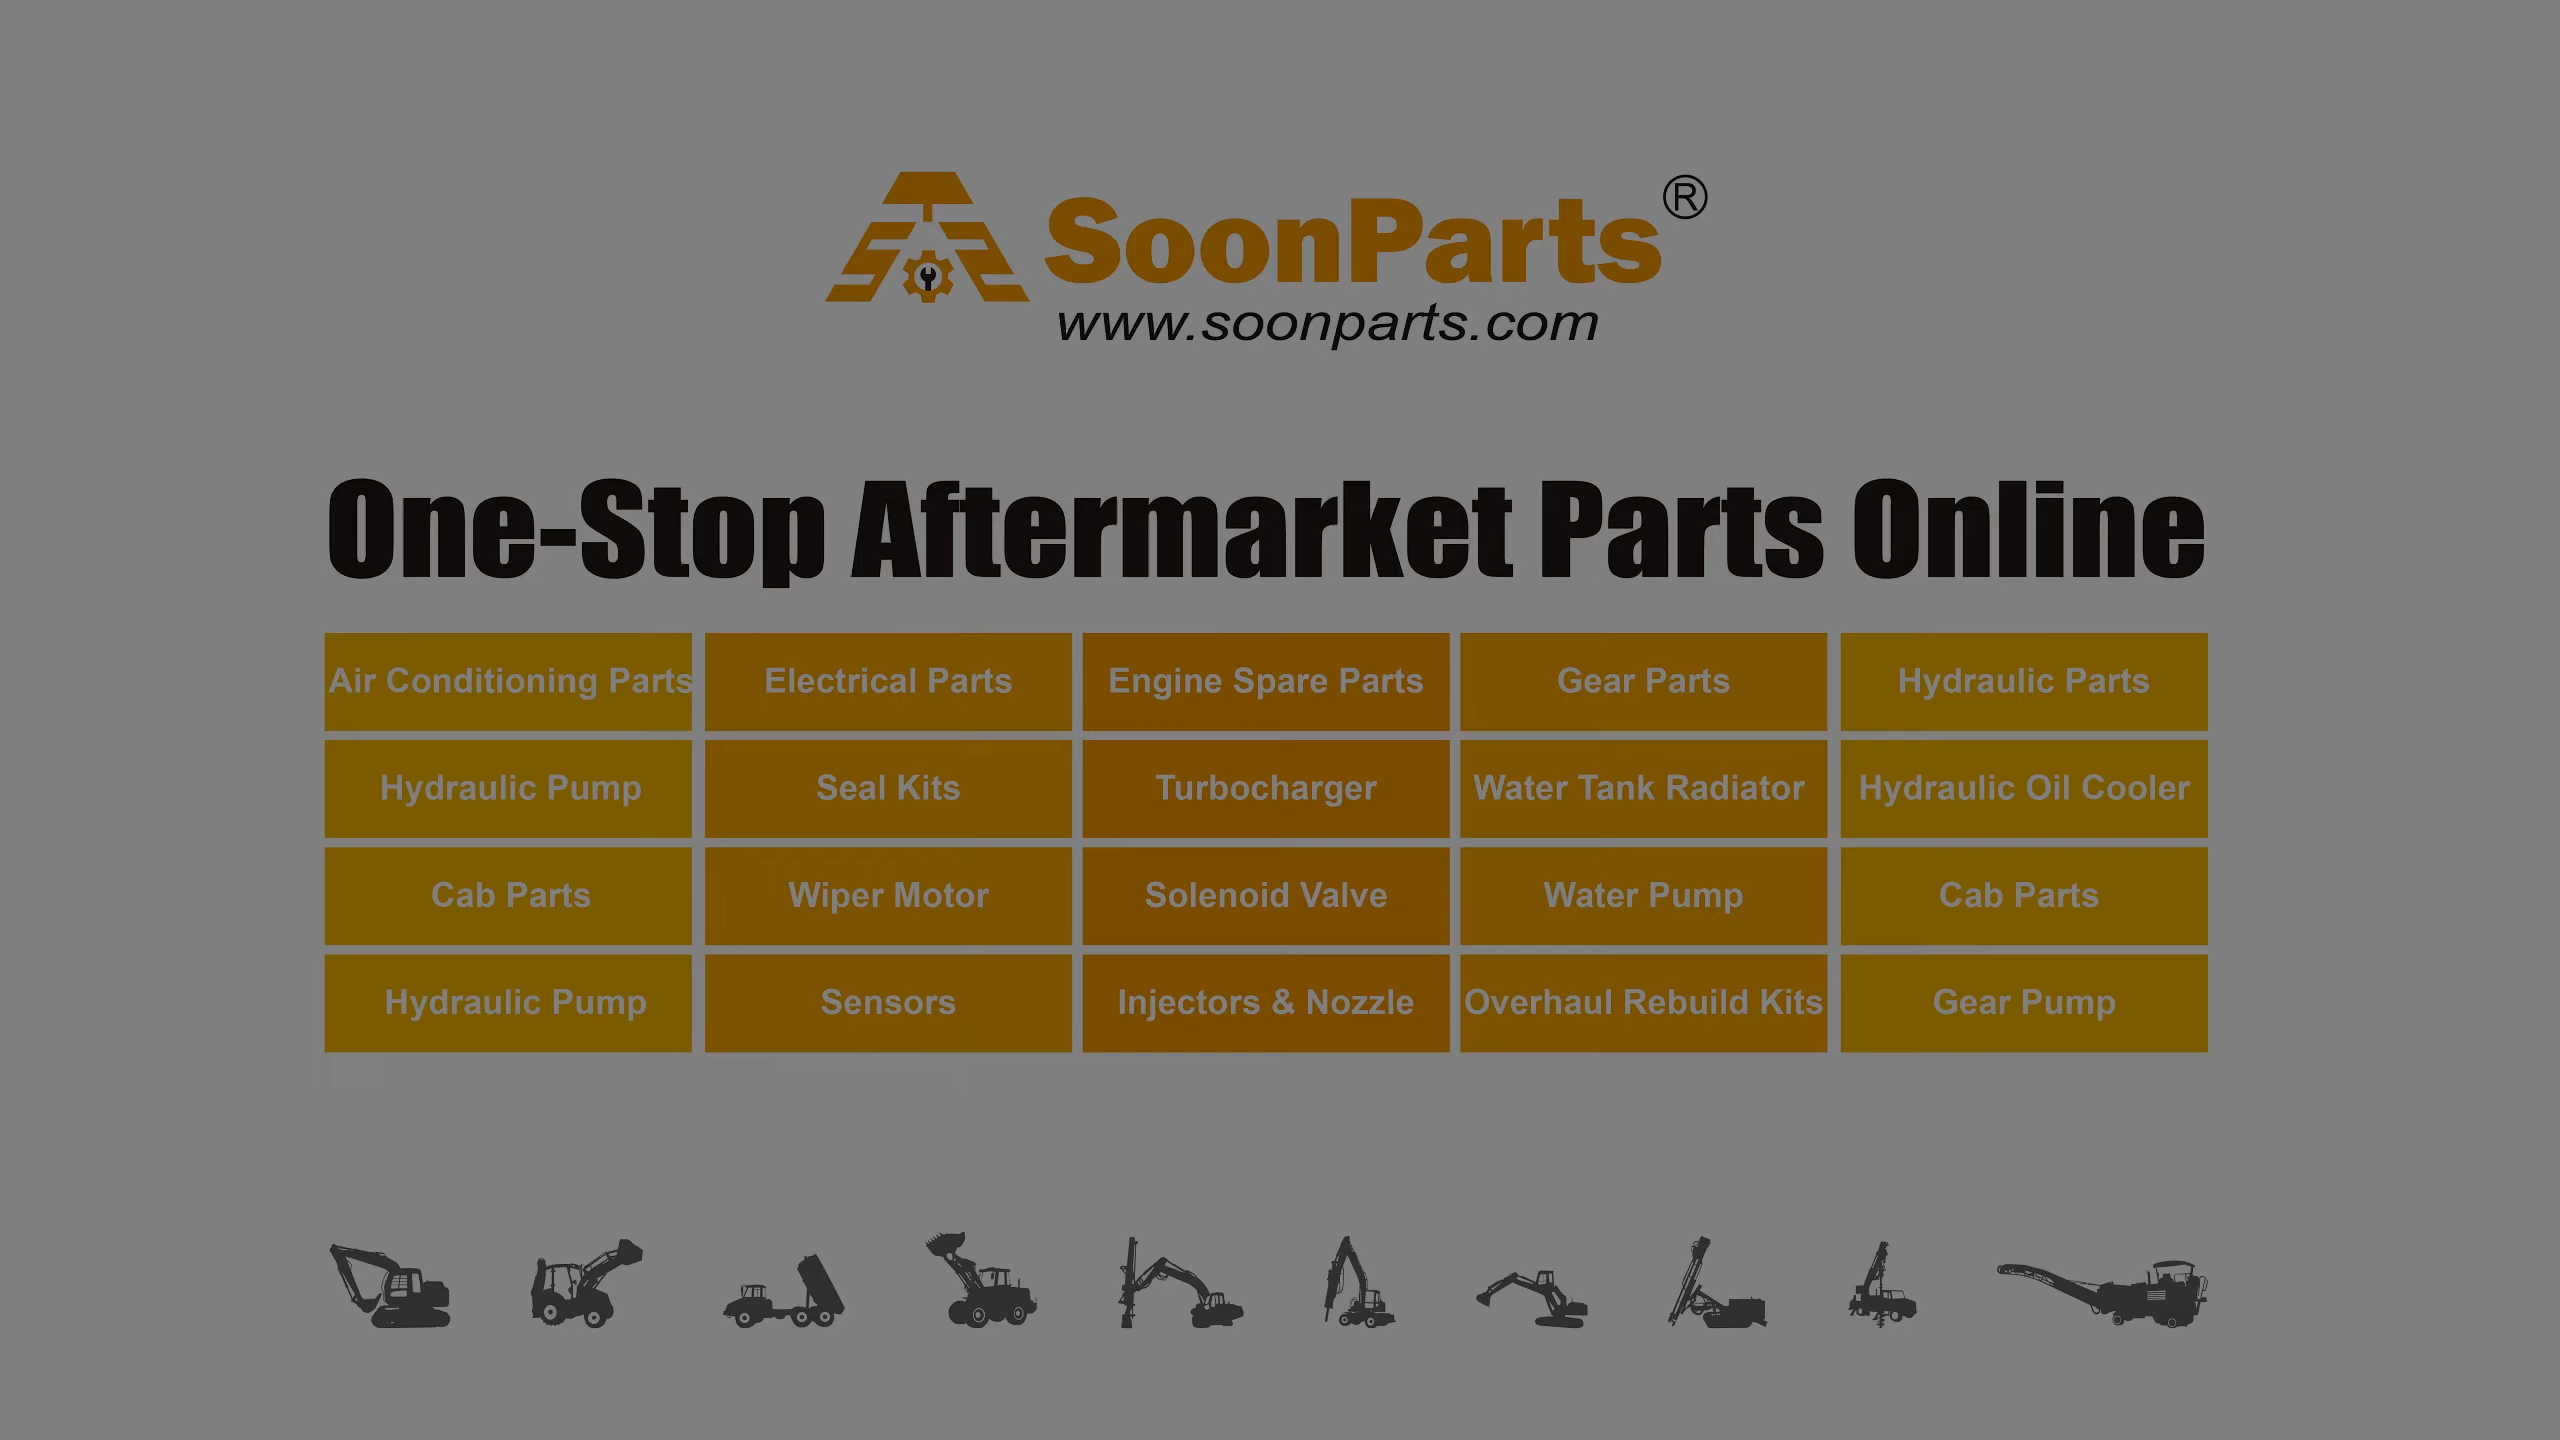 SoonParts®
www.soonparts.com
One-Stop Aftermarket Parts Online
Air Conditioning Parts
Electrical Parts
Engine Spare Parts
Gear Parts
Hydraulic Parts
Hydraulic Pump
Seal Kits
Turbocharger
Water Tank Radiator
Hydraulic Oil Cooler
Cab Parts
Wiper Motor
Solenoid Valve
Water Pump
Cab Parts
Hydraulic Pump
Sensors
Injectors & Nozzle
Overhaul Rebuild Kits
Gear Pump